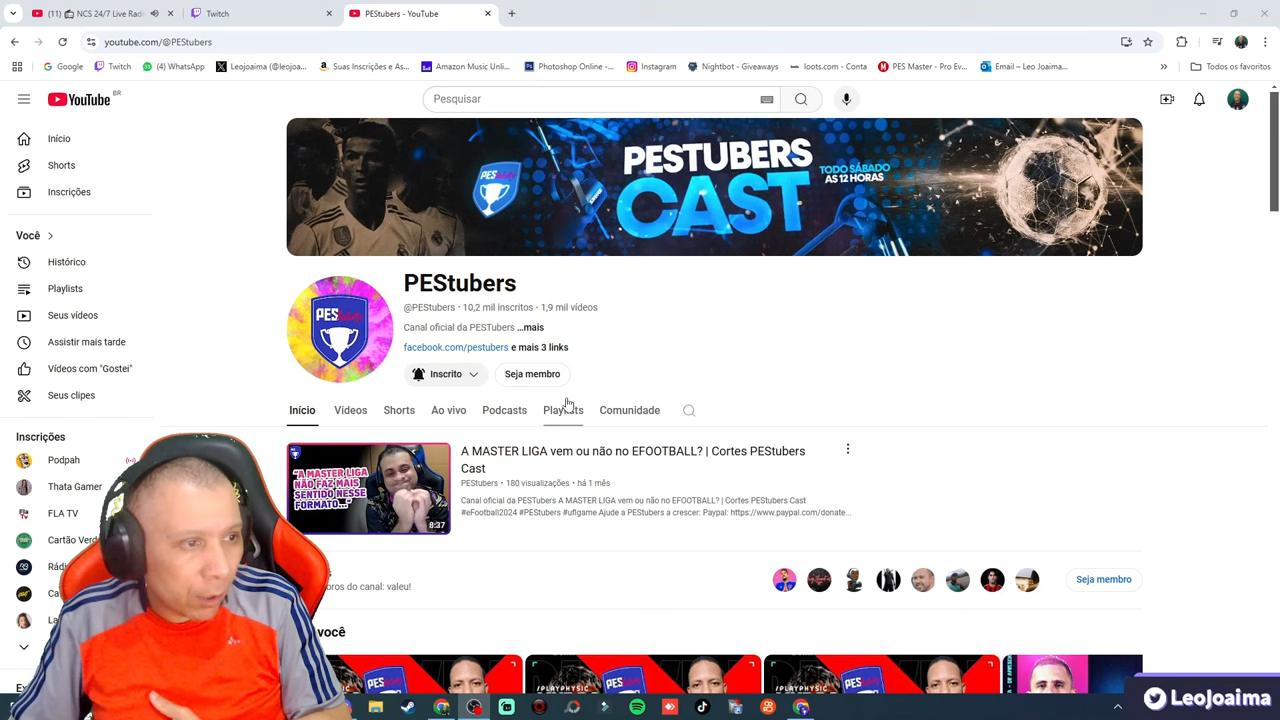 (11) NCS 24/7 Live Radi
Twitch
PEStubers - YouTube
youtube.com/@PEStubers
Google
Twitch
(4) WhatsApp
Leojoaima (@leojoa...
Suas Inscrições e As...
Amazon Music Unli...
Photoshop Online -...
Instagram
Nightbot - Giveaways
loots.com - Conta
PES Master - Pro Ev...
Email – Leo Joaima...
Todos os favoritos
YouTube BR
Pesquisar
Início
Shorts
Inscrições
Você
Histórico
Playlists
Seus vídeos
Assistir mais tarde
Vídeos com "Gostei"
Seus clipes
Inscrições
Podpah
Thata Gamer
FLA TV
Cartão Verd
PESTUBERS
CAST
TODO SÁBADO
AS 12 HORAS
PEStubers
@PEStubers · 10,2 mil inscritos · 1,9 mil vídeos
Canal oficial da PESTubers ...mais
facebook.com/pestubers e mais 3 links
Inscrito
Seja membro
Início
Vídeos
Shorts
Ao vivo
Podcasts
Playlists
Comunidade
"A MASTER LIGA
NÃO FAZ MAIS
SENTIDO NESSE
FORMATO..."
8:37
A MASTER LIGA vem ou não no EFOOTBALL? | Cortes PEStubers
Cast
PEStubers · 180 visualizações · há 1 mês
Canal oficial da PESTubers A MASTER LIGA vem ou não no EFOOTBALL? | Cortes PEStubers Cast
#eFootball2024 #PEStubers #uflgame Ajude a PEStubers a crescer: Paypal: https://www.paypal.com/donate...
bros do canal: valeu!
Seja membro
você
/PLAYPHYSIC
/PLAYPHYSIC
LeoJoaima